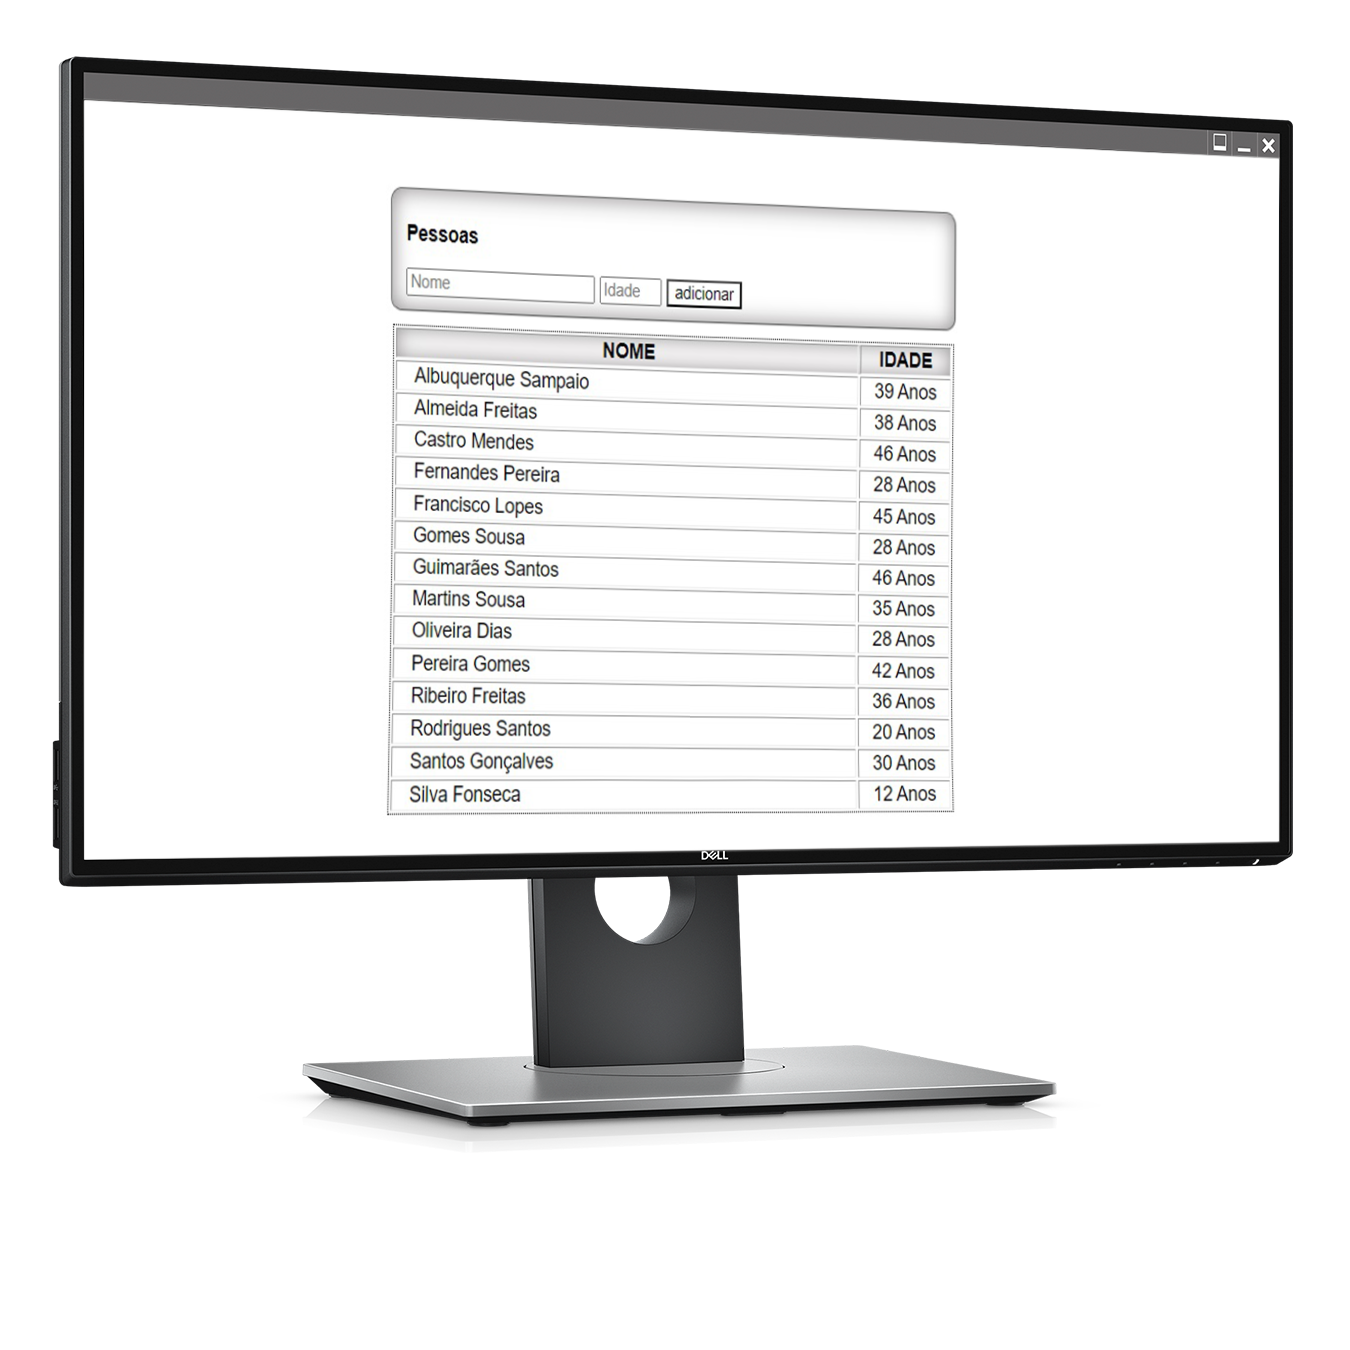 Pessoas
Nome Idade adicionar
NOME IDADE
Albuquerque Sampaio 39 Anos
Almeida Freitas 38 Anos
Castro Mendes 46 Anos
Fernandes Pereira 28 Anos
Francisco Lopes 45 Anos
Gomes Sousa 28 Anos
Guimarães Santos 46 Anos
Martins Sousa 35 Anos
Oliveira Dias 28 Anos
Pereira Gomes 42 Anos
Ribeiro Freitas 36 Anos
Rodrigues Santos 20 Anos
Santos Gonçalves 30 Anos
Silva Fonseca 12 Anos
DELL